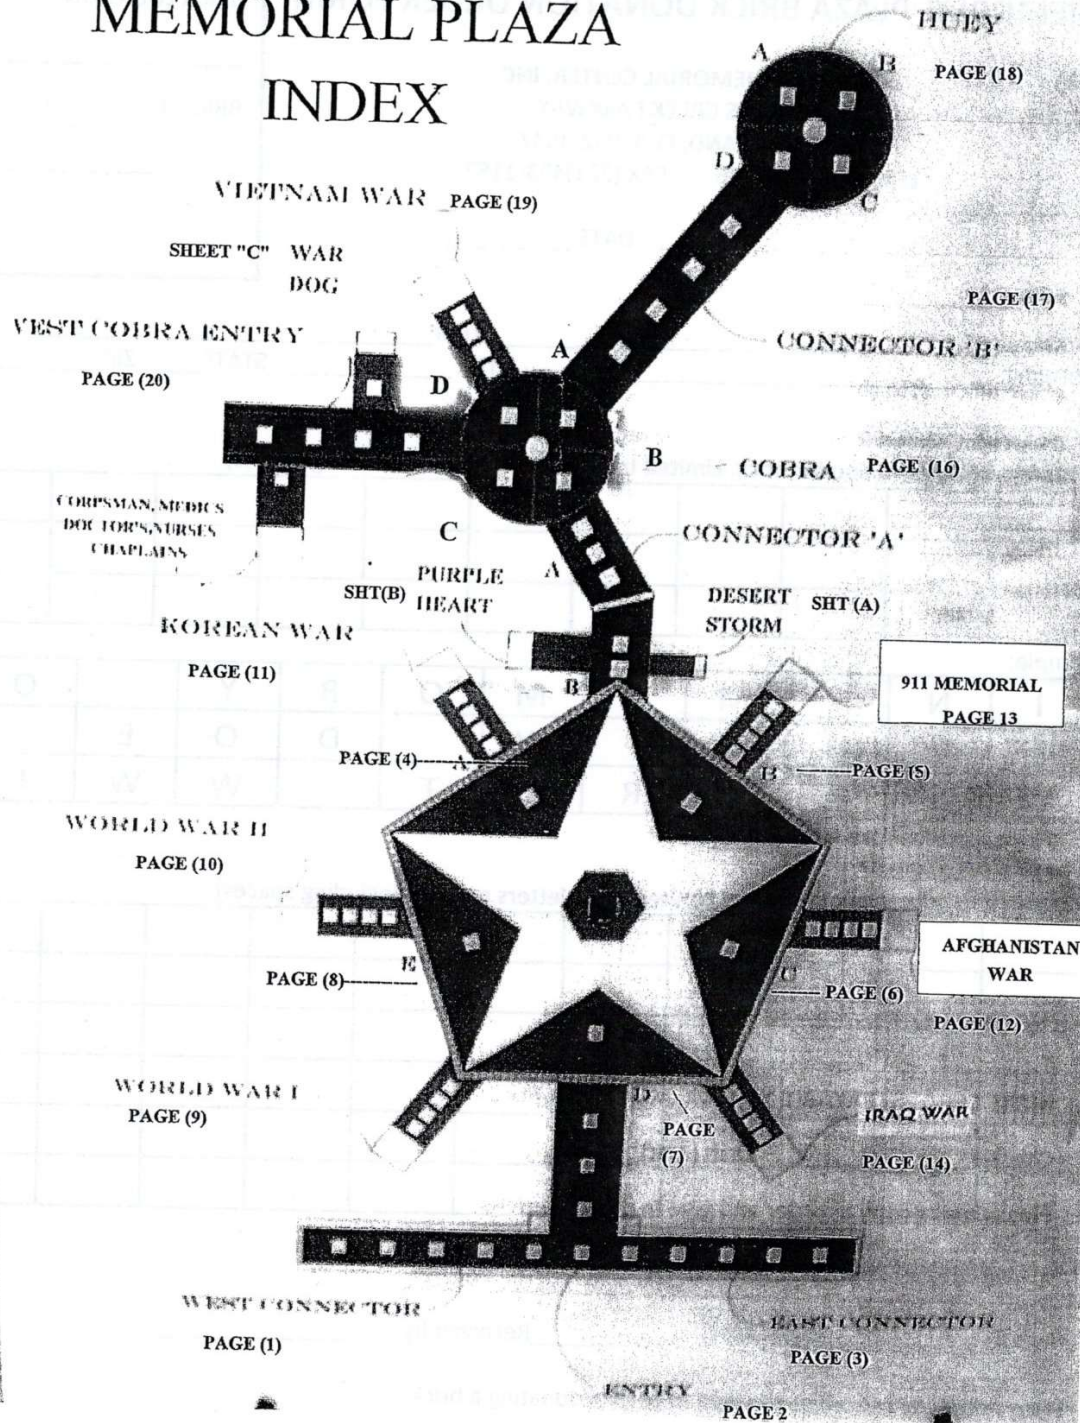 MEMORIAL PLAZA
INDEX
HUEY
PAGE (18)
A
B
D
C
VIETNAM WAR PAGE (19)
SHEET "C" WAR
DOG
PAGE (17)
CONNECTOR 'B'
VEST COBRA ENTRY
PAGE (20)
A
D
B
COBRA PAGE (16)
CORPSMAN, MEDICS
DOCTOR'S, NURSES
CHAPLAINS
C
CONNECTOR 'A'
A
SHT(B) PURPLE
HEART
DESERT
STORM
SHT (A)
KOREAN WAR
PAGE (11)
B
911 MEMORIAL
PAGE 13
PAGE (4)
A
B
PAGE (5)
WORLD WAR II
PAGE (10)
E
PAGE (8)
C
PAGE (6)
AFGHANISTAN
WAR
PAGE (12)
WORLD WAR I
PAGE (9)
D
PAGE
(7)
IRAQ WAR
PAGE (14)
WEST CONNECTOR
PAGE (1)
EAST CONNECTOR
PAGE (3)
ENTRY
PAGE 2